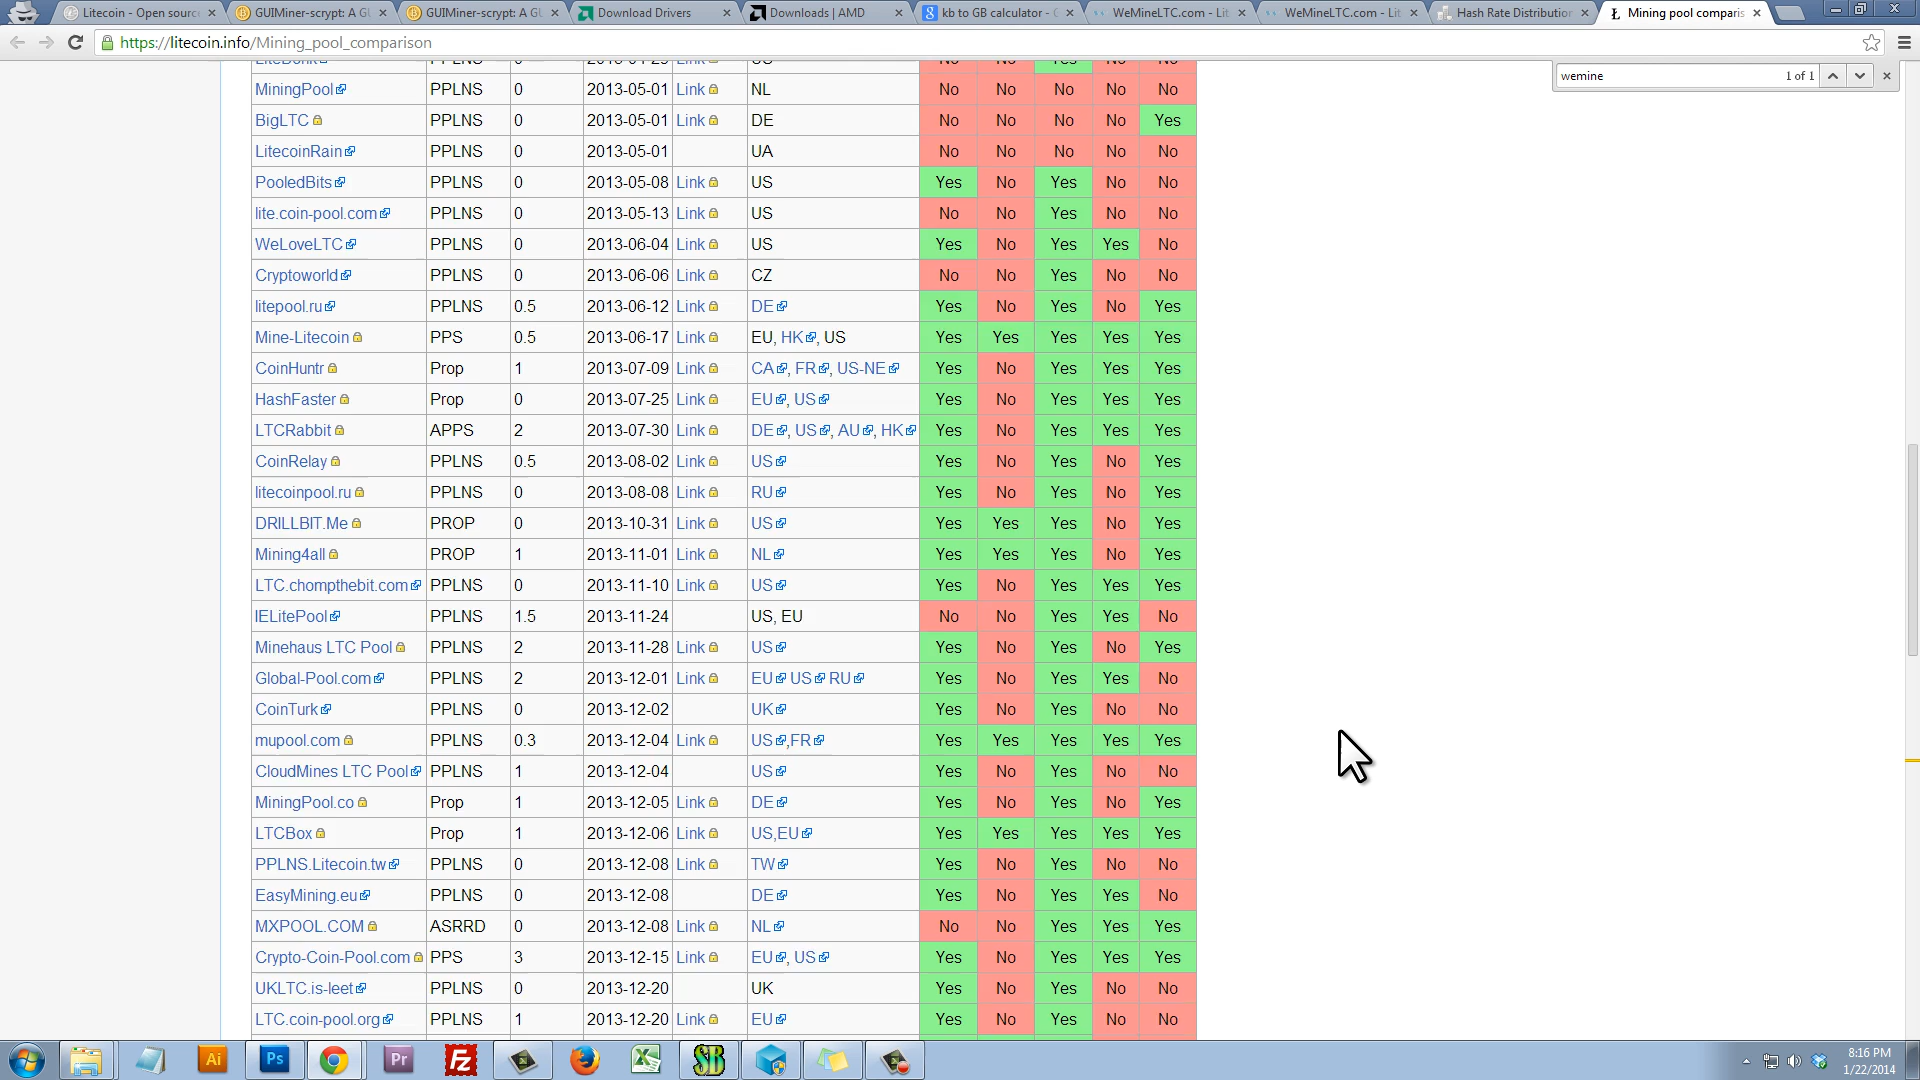 Litecoin - Open sourc
GUIMiner-scrypt: A GU
GUIMiner-scrypt: A GU
Download Drivers
Downloads | AMD
kb to GB calculator - G
WeMineLTC.com - Lit
WeMineLTC.com - Lit
Hash Rate Distribution
Mining pool comparis
https://litecoin.info/Mining_pool_comparison
wemine 1 of 1
MiningPool PPLNS 0 2013-05-01 Link NL No No No No No
BigLTC PPLNS 0 2013-05-01 Link DE No No No No Yes
LitecoinRain PPLNS 0 2013-05-01 UA No No No No No
PooledBits PPLNS 0 2013-05-08 Link US Yes No Yes No No
lite.coin-pool.com PPLNS 0 2013-05-13 Link US No No Yes No No
WeLoveLTC PPLNS 0 2013-06-04 Link US Yes No Yes Yes No
Cryptoworld PPLNS 0 2013-06-06 Link CZ No No Yes No No
litepool.ru PPLNS 0.5 2013-06-12 Link DE Yes No Yes No Yes
Mine-Litecoin PPS 0.5 2013-06-17 Link EU, HK, US Yes Yes Yes Yes Yes
CoinHuntr Prop 1 2013-07-09 Link CA, FR, US-NE Yes No Yes Yes Yes
HashFaster Prop 0 2013-07-25 Link EU, US Yes No Yes Yes Yes
LTCRabbit APPS 2 2013-07-30 Link DE, US, AU, HK Yes No Yes Yes Yes
CoinRelay PPLNS 0.5 2013-08-02 Link US Yes No Yes No Yes
litecoinpool.ru PPLNS 0 2013-08-08 Link RU Yes No Yes No Yes
DRILLBIT.Me PROP 0 2013-10-31 Link US Yes Yes Yes No Yes
Mining4all PROP 1 2013-11-01 Link NL Yes Yes Yes No Yes
LTC.chompthebit.com PPLNS 0 2013-11-10 Link US Yes No Yes Yes Yes
IELitePool PPLNS 1.5 2013-11-24 US, EU No No Yes Yes No
Minehaus LTC Pool PPLNS 2 2013-11-28 Link US Yes No Yes No Yes
Global-Pool.com PPLNS 2 2013-12-01 Link EU US RU Yes No Yes Yes No
CoinTurk PPLNS 0 2013-12-02 UK Yes No Yes No No
mupool.com PPLNS 0.3 2013-12-04 Link US,FR Yes Yes Yes Yes Yes
CloudMines LTC Pool PPLNS 1 2013-12-04 US Yes No Yes No No
MiningPool.co Prop 1 2013-12-05 Link DE Yes No Yes No Yes
LTCBox Prop 1 2013-12-06 Link US,EU Yes Yes Yes Yes Yes
PPLNS.Litecoin.tw PPLNS 0 2013-12-08 Link TW Yes No Yes No No
EasyMining.eu PPLNS 0 2013-12-08 DE Yes No Yes Yes No
MXPOOL.COM ASRRD 0 2013-12-08 Link NL No No Yes Yes Yes
Crypto-Coin-Pool.com PPS 3 2013-12-15 Link EU, US Yes No Yes Yes Yes
UKLTC.is-leet PPLNS 0 2013-12-20 UK Yes No Yes No No
LTC.coin-pool.org PPLNS 1 2013-12-20 Link EU Yes No Yes No No
Ai
Ps
Pr
Fz
SB
8:16 PM
1/22/2014